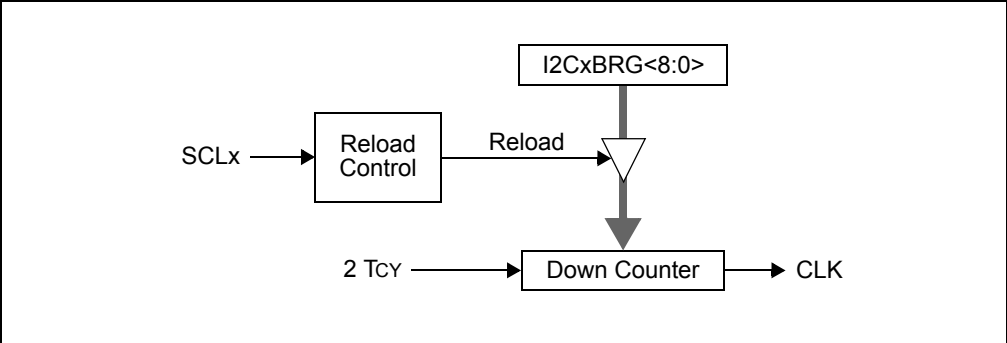 I2CxBRG<8:0>
SCLx
Reload
Control
Reload
2 TCY
Down Counter
CLK